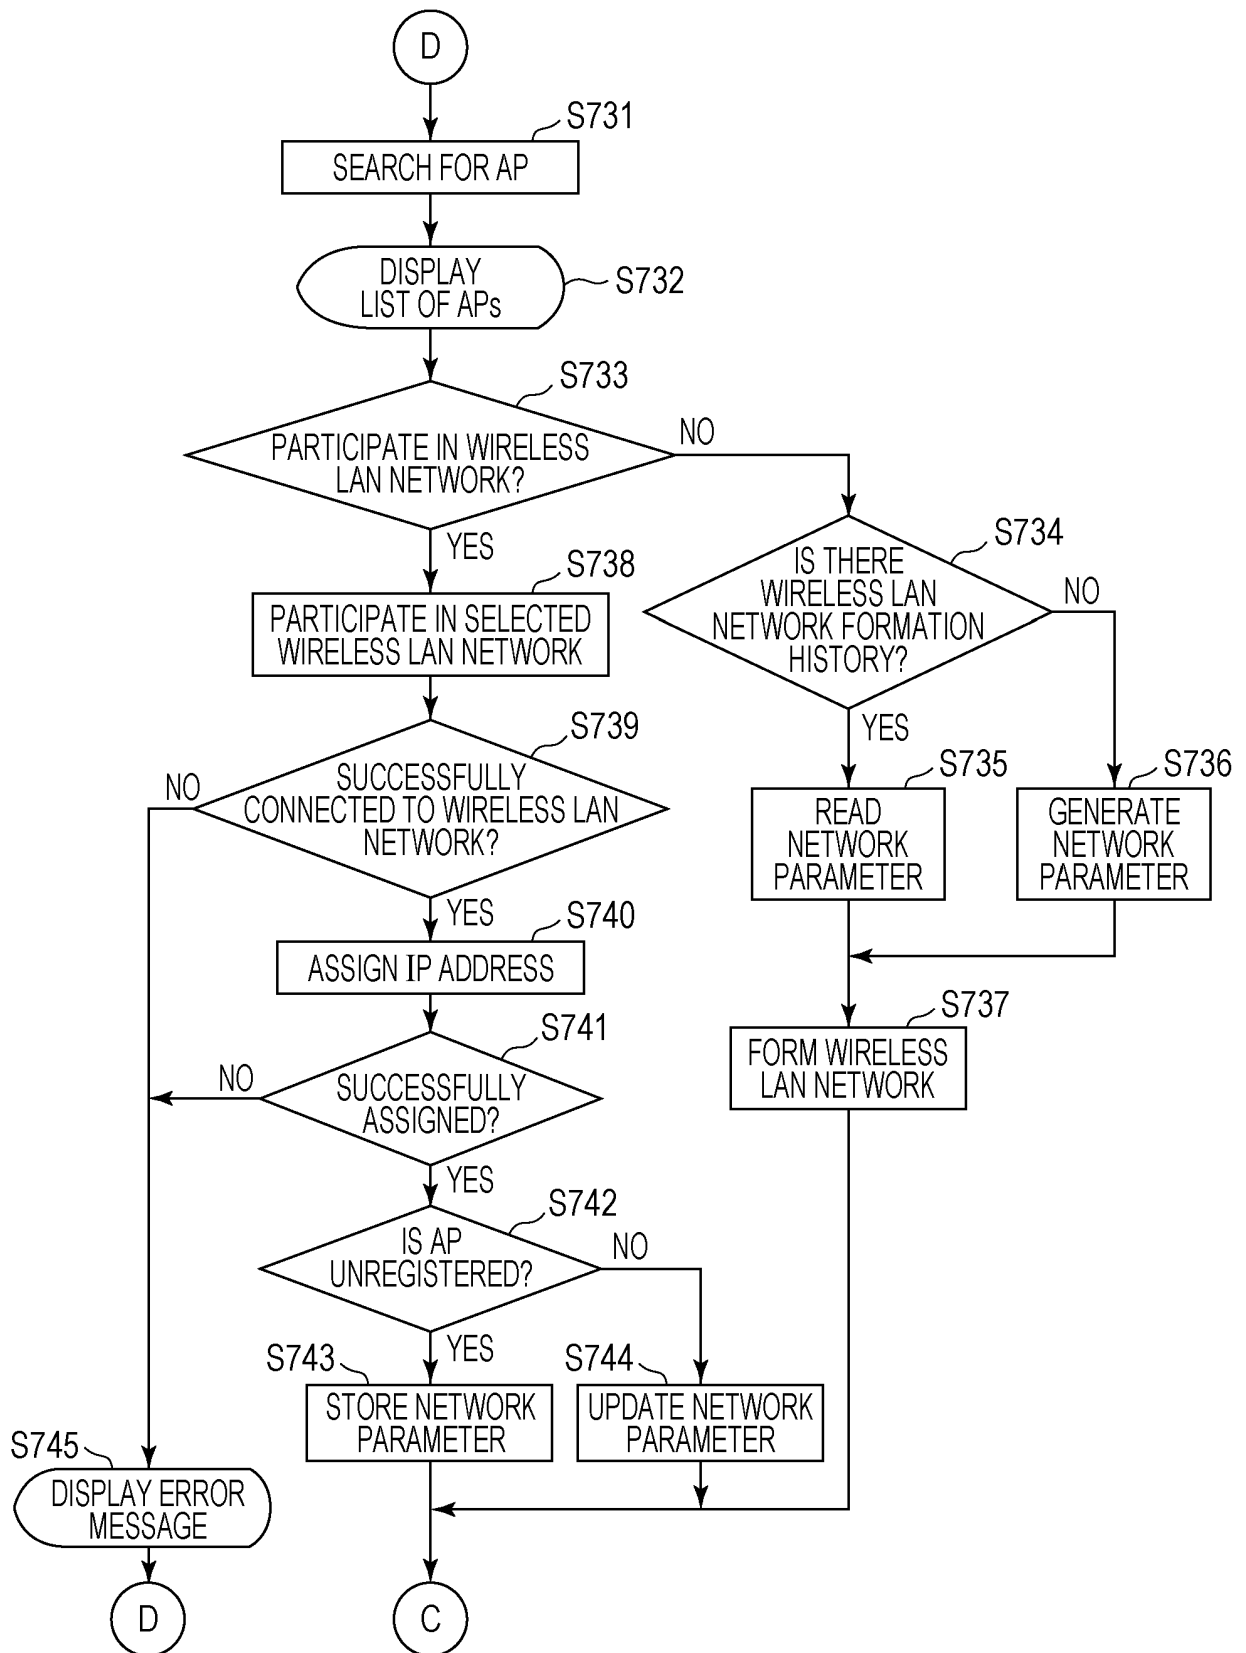 D
S731
SEARCH FOR AP
DISPLAY
LIST OF APs
S732
S733
PARTICIPATE IN WIRELESS
LAN NETWORK?
NO
YES
S734
IS THERE
WIRELESS LAN
NETWORK FORMATION
HISTORY?
NO
YES
S738
PARTICIPATE IN SELECTED
WIRELESS LAN NETWORK
S739
SUCCESSFULLY
CONNECTED TO WIRELESS LAN
NETWORK?
NO
YES
S735
READ
NETWORK
PARAMETER
S736
GENERATE
NETWORK
PARAMETER
S740
ASSIGN IP ADDRESS
S737
FORM WIRELESS
LAN NETWORK
S741
SUCCESSFULLY
ASSIGNED?
NO
YES
S742
IS AP
UNREGISTERED?
NO
YES
S743
STORE NETWORK
PARAMETER
S744
UPDATE NETWORK
PARAMETER
S745
DISPLAY ERROR
MESSAGE
D
C